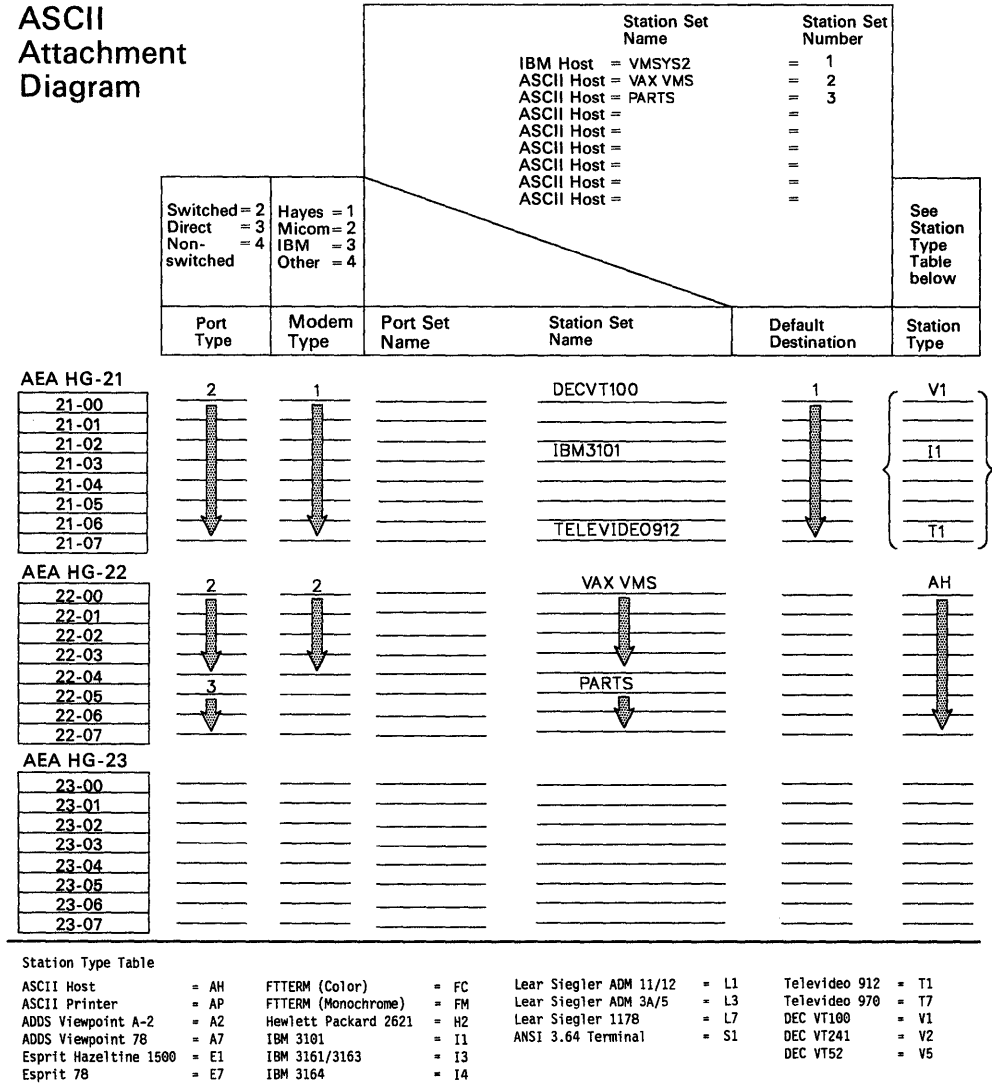 ASCII
Attachment
Diagram
Station Set Name Station Set Number
IBM Host = VMSYS2 = 1
ASCII Host = VAX VMS = 2
ASCII Host = PARTS = 3
ASCII Host = =
ASCII Host = =
ASCII Host = =
ASCII Host = =
ASCII Host = =
ASCII Host = =
Switched = 2
Direct = 3
Non- = 4
switched
Hayes = 1
Micom = 2
IBM = 3
Other = 4
See
Station
Type
Table
below
Port Type Modem Type Port Set Name Station Set Name Default Destination Station Type
AEA HG-21
21-00 2 1 DECVT100 1 V1
21-01
21-02
21-03 IBM3101 I1
21-04
21-05
21-06
21-07 TELEVIDEO912 T1
AEA HG-22
22-00 2 2 VAX VMS AH
22-01
22-02
22-03
22-04
22-05 3 PARTS
22-06
22-07
AEA HG-23
23-00
23-01
23-02
23-03
23-04
23-05
23-06
23-07
Station Type Table
ASCII Host = AH FTTERM (Color) = FC Lear Siegler ADM 11/12 = L1 Televideo 912 = T1
ASCII Printer = AP FTTERM (Monochrome) = FM Lear Siegler ADM 3A/5 = L3 Televideo 970 = T7
ADDS Viewpoint A-2 = A2 Hewlett Packard 2621 = H2 Lear Siegler 1178 = L7 DEC VT100 = V1
ADDS Viewpoint 78 = A7 IBM 3101 = I1 ANSI 3.64 Terminal = S1 DEC VT241 = V2
Esprit Hazeltine 1500 = E1 IBM 3161/3163 = I3 DEC VT52 = V5
Esprit 78 = E7 IBM 3164 = I4